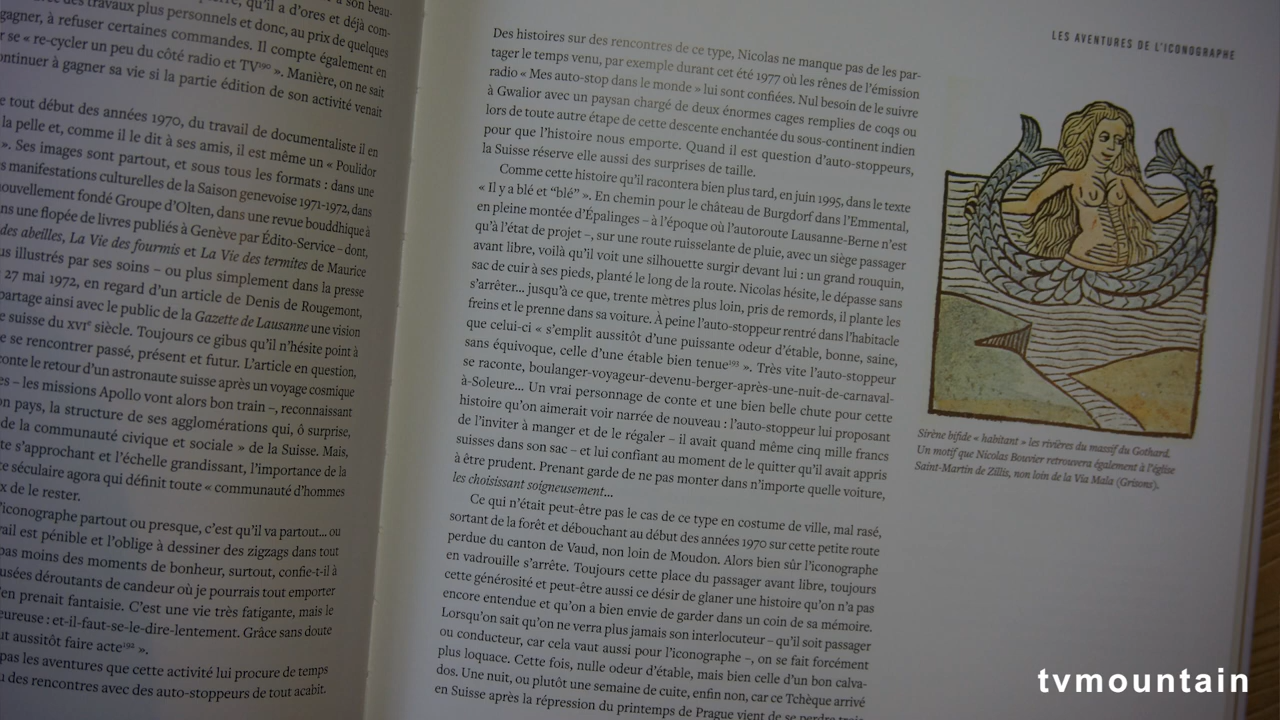 son beau-
des travaux plus personnels et donc, au prix de quelques
gagner, à refuser certaines commandes. Il compte également en
r se « re-cycler un peu du côté radio et TV¹⁹⁰ ». Manière, on ne sait
ontinuer à gagner sa vie si la partie édition de son activité venait
e tout début des années 1970, du travail de documentaliste il en
la pelle et, comme il le dit à ses amis, il est même un « Poulidor
». Ses images sont partout, et sous tous les formats : dans une
s manifestations culturelles de la Saison genevoise 1971-1972, dans
nouvellement fondé Groupe d'Olten, dans une revue bouddhique à
ns une flopée de livres publiés à Genève par Édito-Service – dont,
des abeilles, La Vie des fourmis et La Vie des termites de Maurice
us illustrés par ses soins – ou plus simplement dans la presse
27 mai 1972, en regard d'un article de Denis de Rougemont,
partage ainsi avec le public de la Gazette de Lausanne une vision
e suisse du XVIᵉ siècle. Toujours ce gibus qu'il n'hésite point à
e se rencontrer passé, présent et futur. L'article en question,
conte le retour d'un astronaute suisse après un voyage cosmique
es – les missions Apollo vont alors bon train –, reconnaissant
on pays, la structure de ses agglomérations qui, ô surprise,
de la communauté civique et sociale » de la Suisse. Mais,
te s'approchant et l'échelle grandissant, l'importance de la
te séculaire agora qui définit toute « communauté d'hommes
x de le rester.
'iconographe partout ou presque, c'est qu'il va partout... ou
ail est pénible et l'oblige à dessiner des zigzags dans tout
pas moins des moments de bonheur, surtout, confie-t-il à
usées déroutants de candeur où je pourrais tout emporter
'en prenait fantaisie. C'est une vie très fatigante, mais le
eureuse : et-il-faut-se-le-dire-lentement. Grâce sans doute
ut aussitôt faire acte¹⁹² ».
pas les aventures que cette activité lui procure de temps
u des rencontres avec des auto-stoppeurs de tout acabit.
LES AVENTURES DE L'ICONOGRAPHE
Des histoires sur des rencontres de ce type, Nicolas ne manque pas de les par-
tager le temps venu, par exemple durant cet été 1977 où les rênes de l'émission
radio « Mes auto-stop dans le monde » lui sont confiées. Nul besoin de le suivre
à Gwalior avec un paysan chargé de deux énormes cages remplies de coqs ou
lors de toute autre étape de cette descente enchantée du sous-continent indien
pour que l'histoire nous emporte. Quand il est question d'auto-stoppeurs,
la Suisse réserve elle aussi des surprises de taille.
Comme cette histoire qu'il racontera bien plus tard, en juin 1995, dans le texte
« Il y a blé et “blé” ». En chemin pour le château de Burgdorf dans l'Emmental,
en pleine montée d'Épalinges – à l'époque où l'autoroute Lausanne-Berne n'est
qu'à l'état de projet –, sur une route ruisselante de pluie, avec un siège passager
avant libre, voilà qu'il voit une silhouette surgir devant lui : un grand rouquin,
sac de cuir à ses pieds, planté le long de la route. Nicolas hésite, le dépasse sans
s'arrêter... jusqu'à ce que, trente mètres plus loin, pris de remords, il plante les
freins et le prenne dans sa voiture. À peine l'auto-stoppeur rentré dans l'habitacle
que celui-ci « s'emplit aussitôt d'une puissante odeur d'étable, bonne, saine,
sans équivoque, celle d'une étable bien tenue¹⁹³ ». Très vite l'auto-stoppeur
se raconte, boulanger-voyageur-devenu-berger-après-une-nuit-de-carnaval-
à-Soleure... Un vrai personnage de conte et une bien belle chute pour cette
histoire qu'on aimerait voir narrée de nouveau : l'auto-stoppeur lui proposant
de l'inviter à manger et de le régaler – il avait quand même cinq mille francs
suisses dans son sac – et lui confiant au moment de le quitter qu'il avait appris
à être prudent. Prenant garde de ne pas monter dans n'importe quelle voiture,
les choisissant soigneusement...
Ce qui n'était peut-être pas le cas de ce type en costume de ville, mal rasé,
sortant de la forêt et débouchant au début des années 1970 sur cette petite route
perdue du canton de Vaud, non loin de Moudon. Alors bien sûr l'iconographe
en vadrouille s'arrête. Toujours cette place du passager avant libre, toujours
cette générosité et peut-être aussi ce désir de glaner une histoire qu'on n'a pas
encore entendue et qu'on a bien envie de garder dans un coin de sa mémoire.
Lorsqu'on sait qu'on ne verra plus jamais son interlocuteur – qu'il soit passager
ou conducteur, car cela vaut aussi pour l'iconographe –, on se fait forcément
plus loquace. Cette fois, nulle odeur d'étable, mais bien celle d'un bon calva-
dos. Une nuit, ou plutôt une semaine de cuite, enfin non, car ce Tchèque arrivé
en Suisse après la répression du printemps de Prague vient de se perdre
Sirène bifide « habitant » les rivières du massif du Gothard.
Un motif que Nicolas Bouvier retrouvera également à l'église
Saint-Martin de Zillis, non loin de la Via Mala (Grisons).
tvmountain